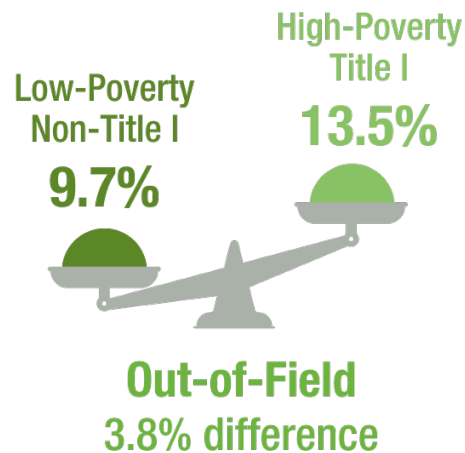 High-Poverty
Title I
13.5%
Low-Poverty
Non-Title I
9.7%
Out-of-Field
3.8% difference